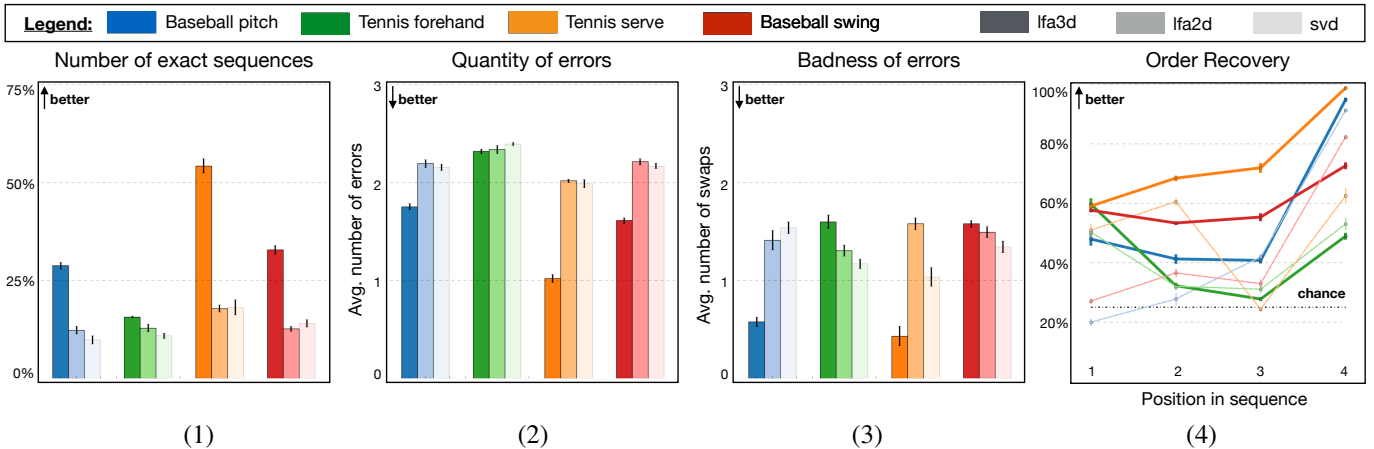 Legend: Baseball pitch Tennis forehand Tennis serve Baseball swing lfa3d lfa2d svd
Number of exact sequences
75%
better
50%
25%
0%
(1)
Quantity of errors
Avg. number of errors
3
better
2
1
0
(2)
Badness of errors
Avg. number of swaps
3
better
2
1
0
(3)
Order Recovery
100%
better
80%
60%
40%
chance
20%
1 2 3 4
Position in sequence
(4)